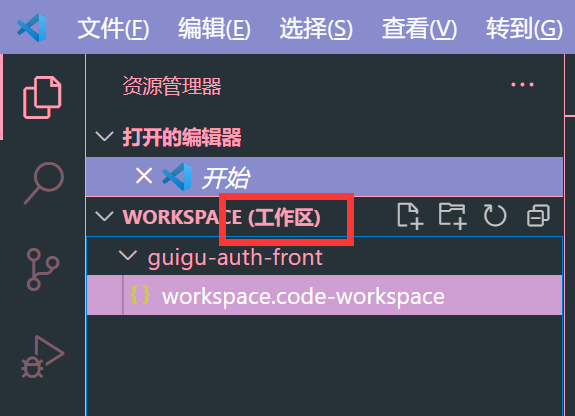 文件(F) 编辑(E) 选择(S) 查看(V) 转到(G)
资源管理器 ···
打开的编辑器
开始
WORKSPACE (工作区)
guigu-auth-front
{} workspace.code-workspace